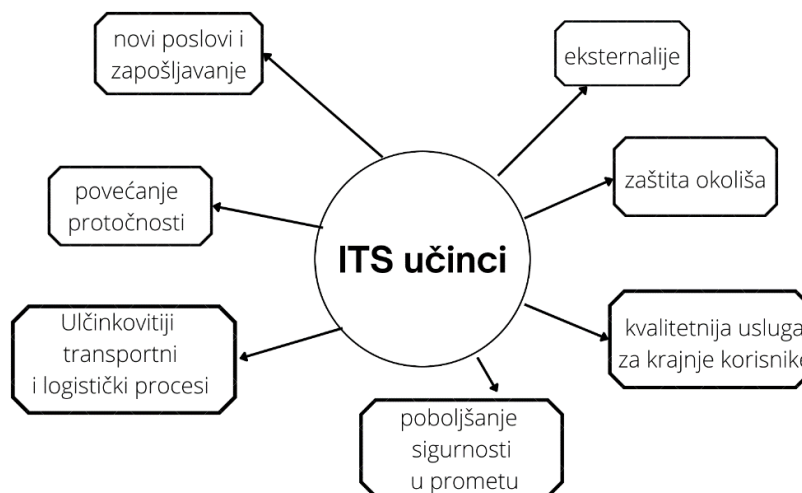 novi poslovi i
zapošljavanje
eksternalije
povećanje
protočnosti
zaštita okoliša
ITS učinci
Ulčinkovitiji
transportni
i logistički procesi
kvalitetnija usluga
za krajnje korisnike
poboljšanje
sigurnosti
u prometu